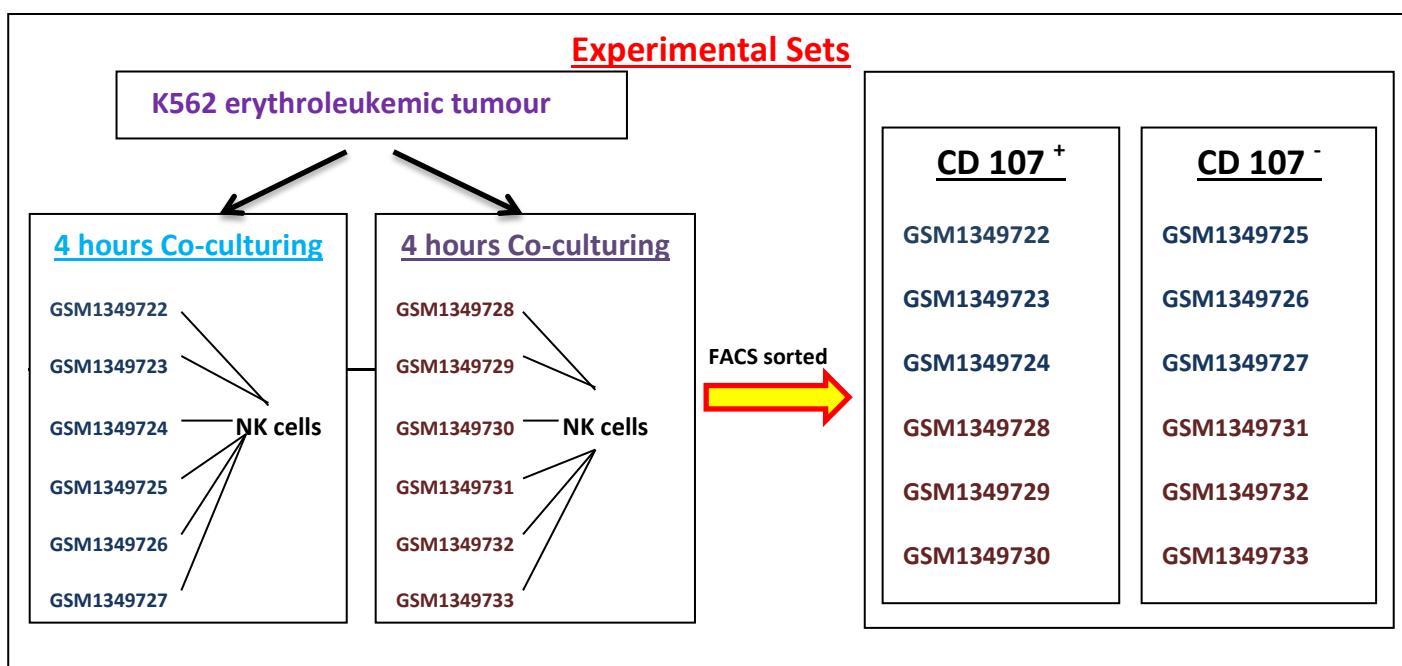 Experimental Sets
K562 erythroleukemic tumour
4 hours Co-culturing
GSM1349722
GSM1349723
GSM1349724
GSM1349725
GSM1349726
GSM1349727
NK cells
4 hours Co-culturing
GSM1349728
GSM1349729
GSM1349730
GSM1349731
GSM1349732
GSM1349733
NK cells
FACS sorted
CD 107 +
GSM1349722
GSM1349723
GSM1349724
GSM1349728
GSM1349729
GSM1349730
CD 107 -
GSM1349725
GSM1349726
GSM1349727
GSM1349731
GSM1349732
GSM1349733